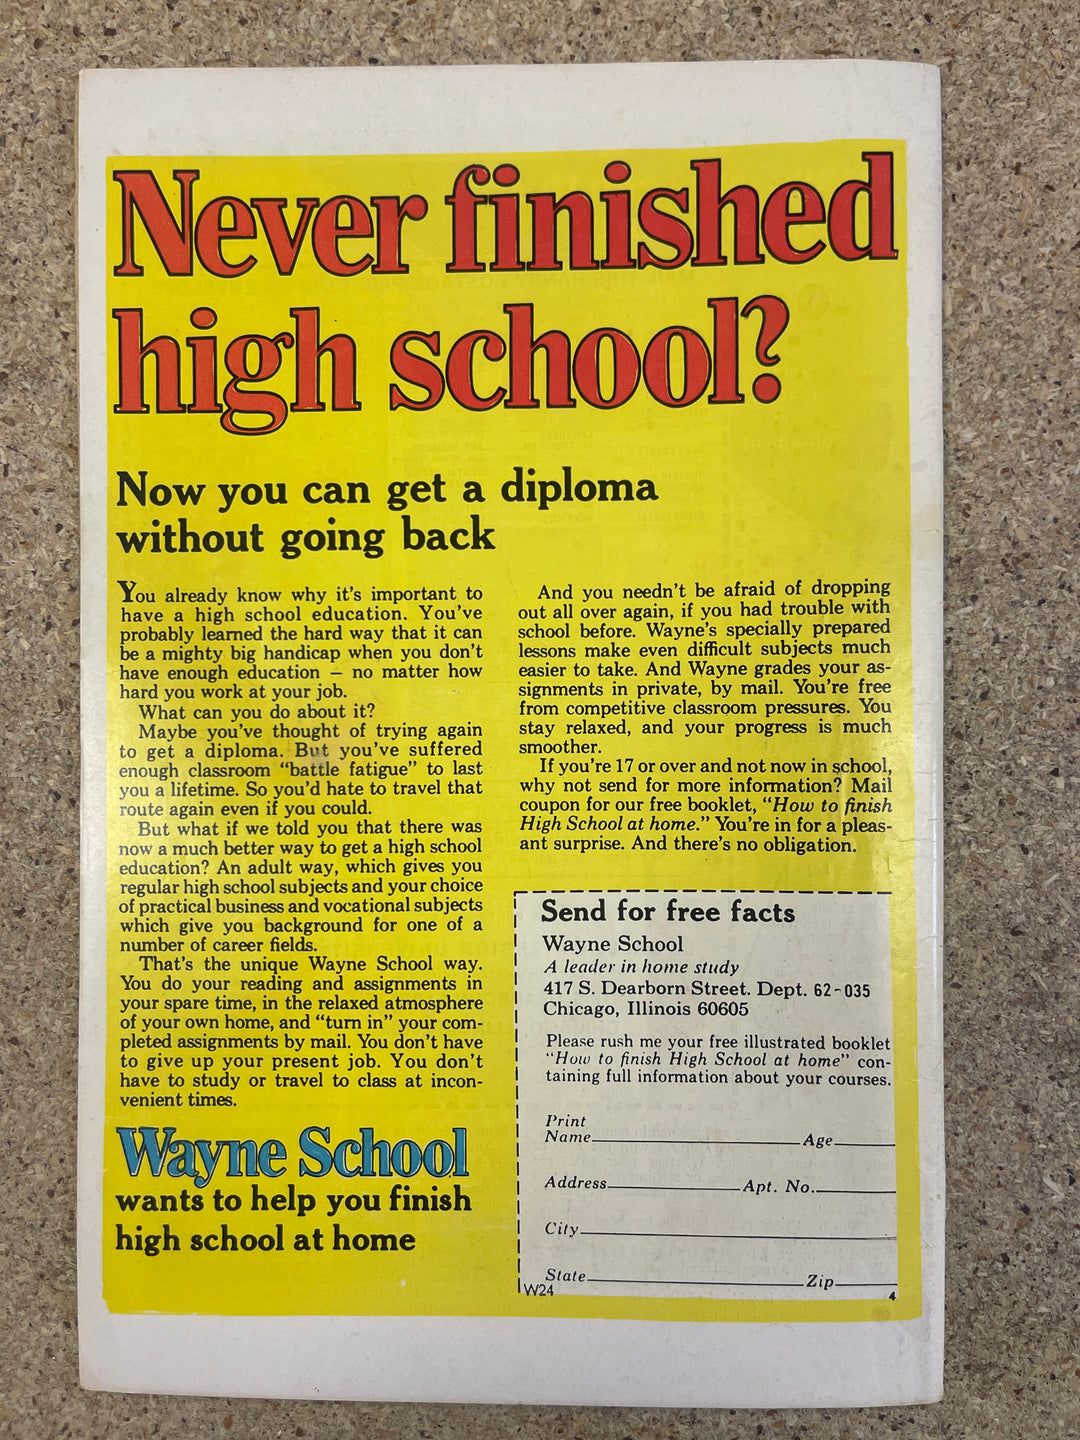 Never finished
high school?
Now you can get a diploma
without going back
You already know why it's important to
have a high school education. You've
probably learned the hard way that it can
be a mighty big handicap when you don't
have enough education — no matter how
hard you work at your job.
What can you do about it?
Maybe you've thought of trying again
to get a diploma. But you've suffered
enough classroom "battle fatigue" to last
you a lifetime. So you'd hate to travel that
route again even if you could.
But what if we told you that there was
now a much better way to get a high school
education? An adult way, which gives you
regular high school subjects and your choice
of practical business and vocational subjects
which give you background for one of a
number of career fields.
That's the unique Wayne School way.
You do your reading and assignments in
your spare time, in the relaxed atmosphere
of your own home, and "turn in" your com-
pleted assignments by mail. You don't have
to give up your present job. You don't
have to study or travel to class at incon-
venient times.
Wayne School
wants to help you finish
high school at home
And you needn't be afraid of dropping
out all over again, if you had trouble with
school before. Wayne's specially prepared
lessons make even difficult subjects much
easier to take. And Wayne grades your as-
signments in private, by mail. You're free
from competitive classroom pressures. You
stay relaxed, and your progress is much
smoother.
If you're 17 or over and not now in school,
why not send for more information? Mail
coupon for our free booklet, "How to finish
High School at home." You're in for a pleas-
ant surprise. And there's no obligation.
Send for free facts
Wayne School
A leader in home study
417 S. Dearborn Street. Dept. 62-035
Chicago, Illinois 60605
Please rush me your free illustrated booklet
"How to finish High School at home" con-
taining full information about your courses.
Print
Name Age
Address Apt. No.
City
State Zip
W24 4